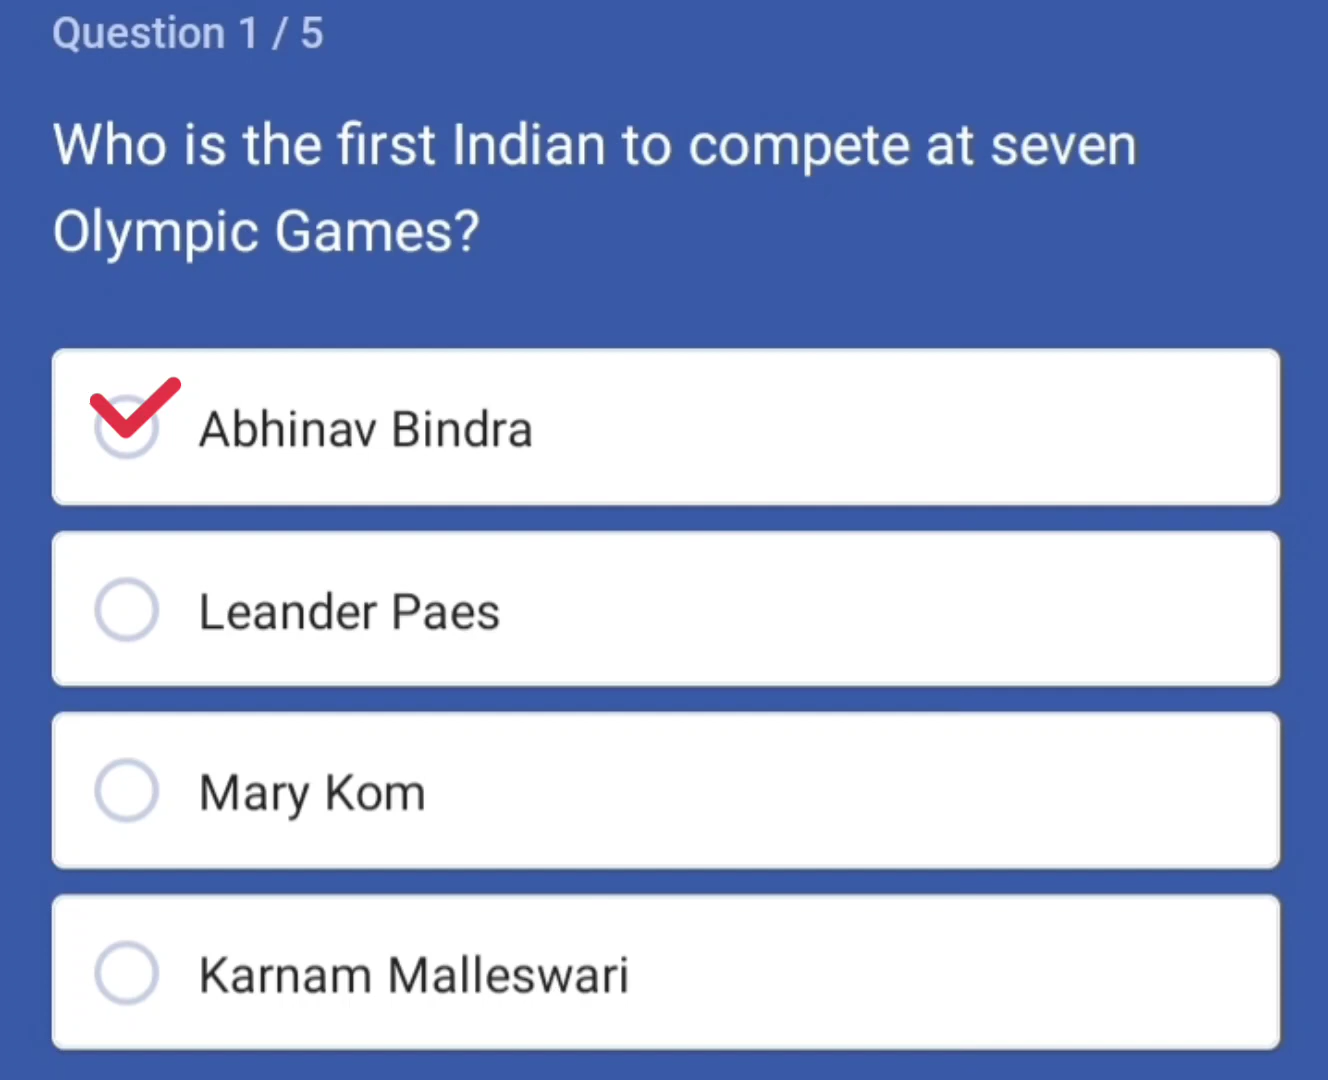 Question 1 / 5
Who is the first Indian to compete at seven
Olympic Games?
Abhinav Bindra
Leander Paes
Mary Kom
Karnam Malleswari